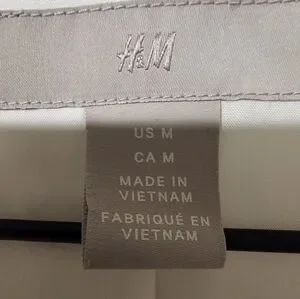 H&M
US M
CA M
MADE IN
VIETNAM
FABRIQUÉ EN
VIETNAM